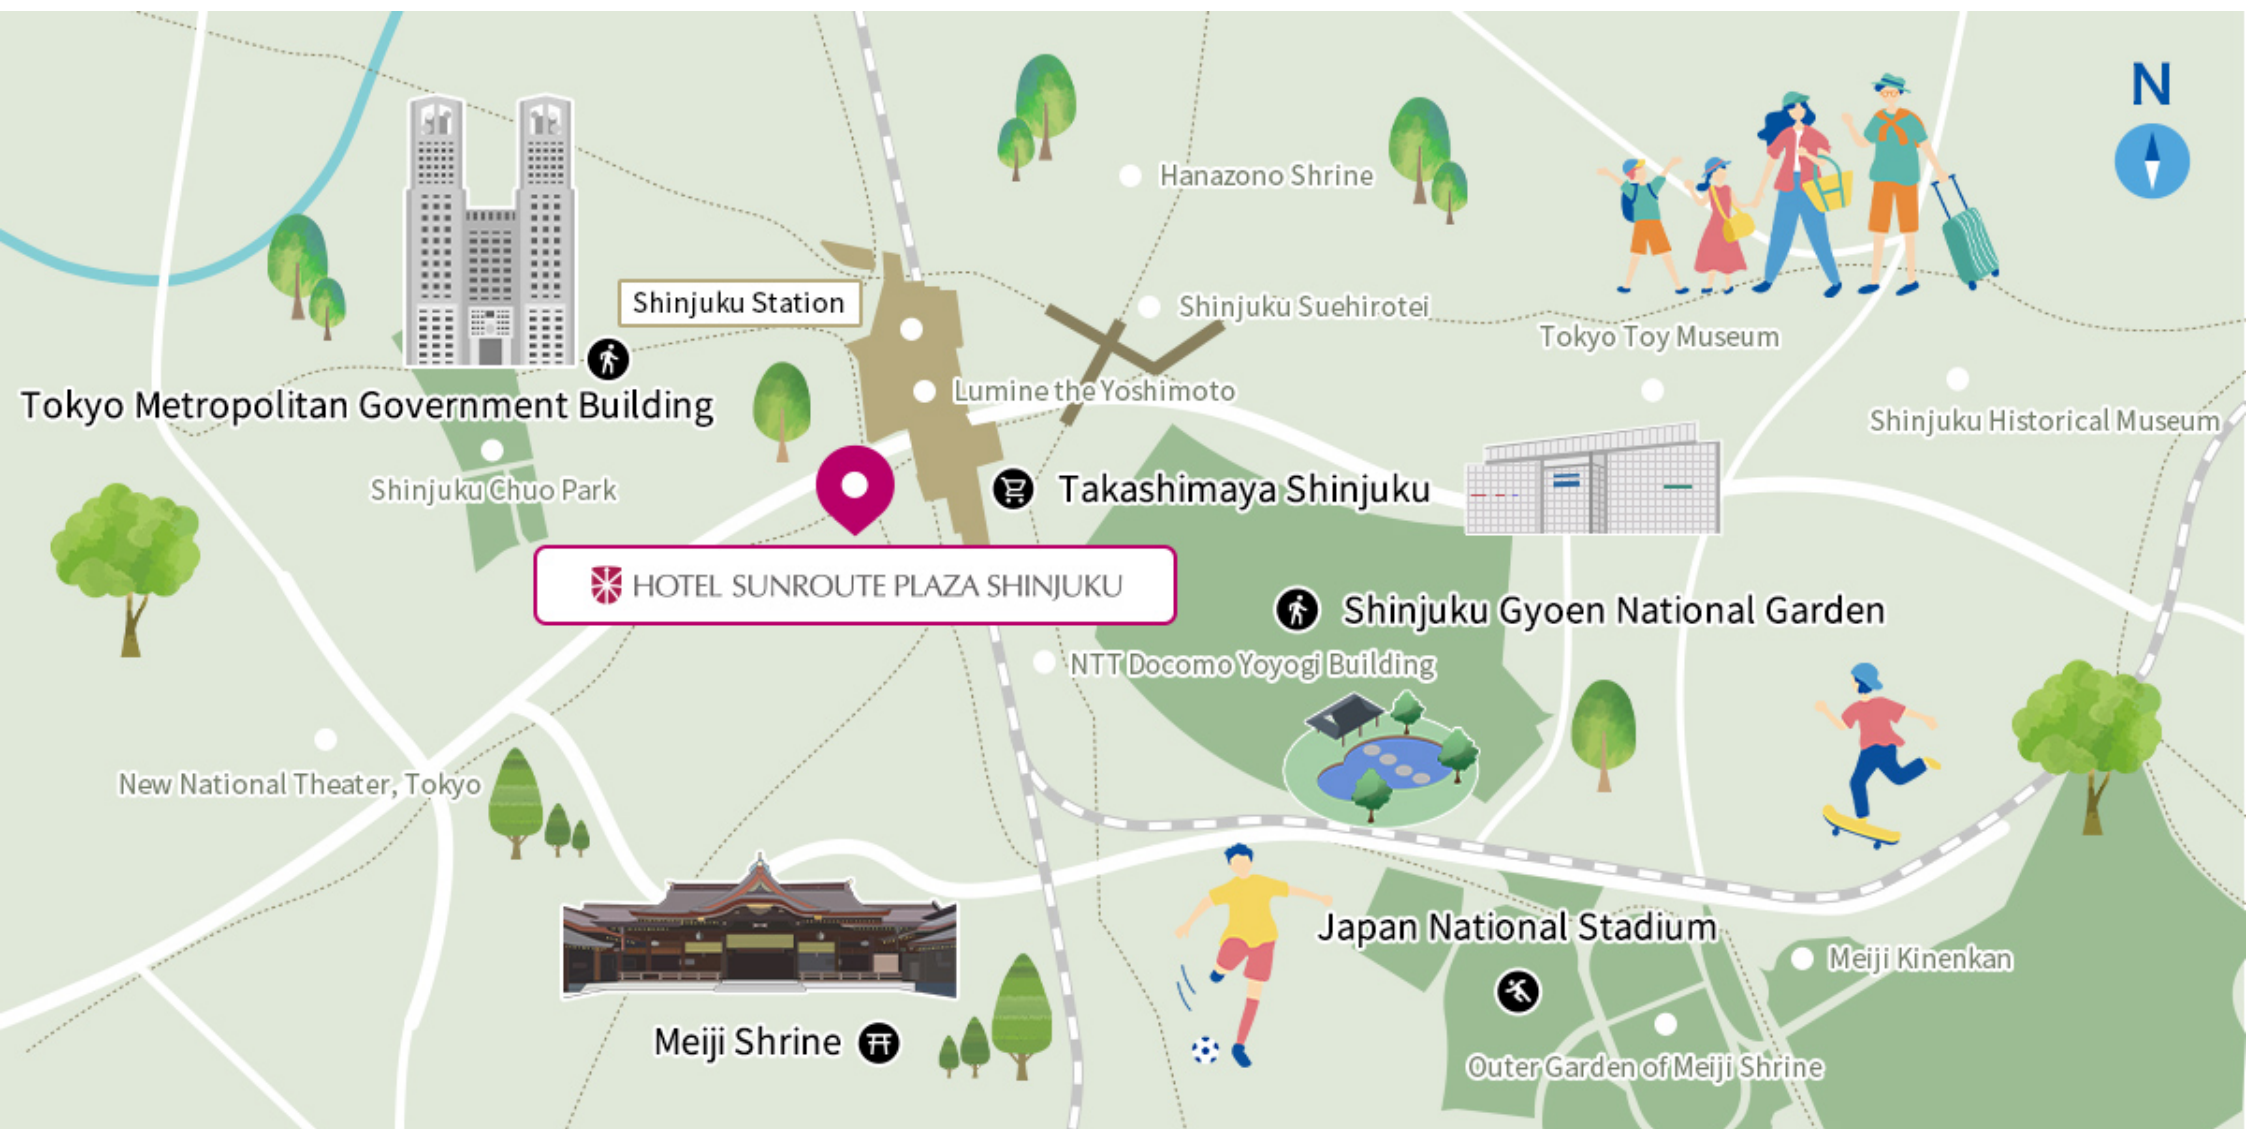 N
Hanazono Shrine
Shinjuku Station
Shinjuku Suehirotei
Tokyo Toy Museum
Lumine the Yoshimoto
Tokyo Metropolitan Government Building
Shinjuku Historical Museum
Shinjuku Chuo Park
Takashimaya Shinjuku
HOTEL SUNROUTE PLAZA SHINJUKU
Shinjuku Gyoen National Garden
NTT Docomo Yoyogi Building
New National Theater, Tokyo
Japan National Stadium
Meiji Kinenkan
Meiji Shrine
Outer Garden of Meiji Shrine